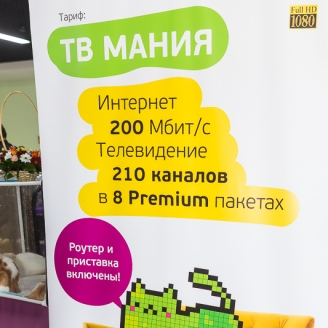 Тариф:
Full HD
1080
ТВ МАНИЯ
Интернет
200 Мбит/с
Телевидение
210 каналов
в 8 Premium пакетах
Роутер и
приставка
включены!